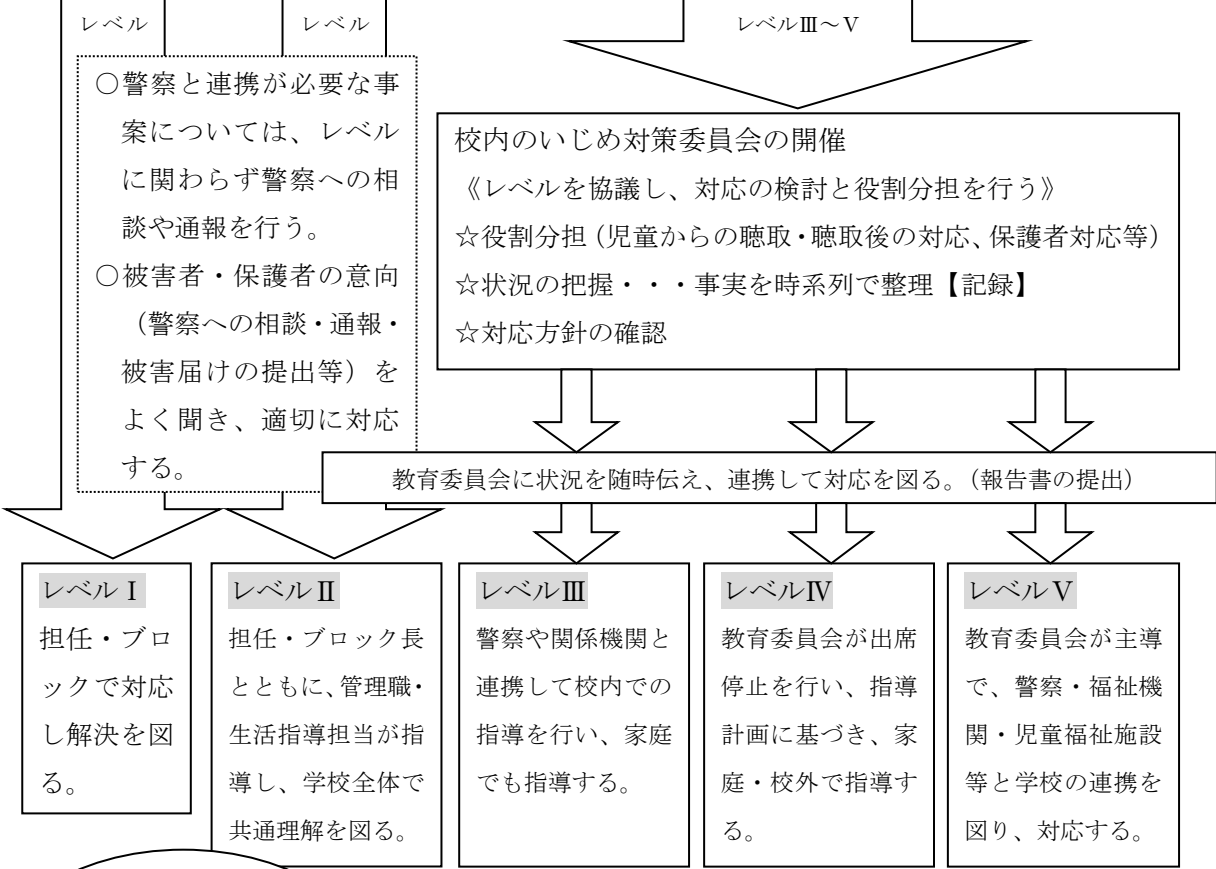 レベル
レベル
レベルⅢ～Ⅴ
○警察と連携が必要な事
案については、レベル
に関わらず警察への相
談や通報を行う。
○被害者・保護者の意向
（警察への相談・通報・
被害届けの提出等）を
よく聞き、適切に対応
する。
校内のいじめ対策委員会の開催
《レベルを協議し、対応の検討と役割分担を行う》
☆役割分担（児童からの聴取・聴取後の対応、保護者対応等）
☆状況の把握・・・事実を時系列で整理【記録】
☆対応方針の確認
教育委員会に状況を随時伝え、連携して対応を図る。（報告書の提出）
レベルⅠ
担任・ブロ
ックで対応
し解決を図
る。
レベルⅡ
担任・ブロック長
とともに、管理職・
生活指導担当が指
導し、学校全体で
共通理解を図る。
レベルⅢ
警察や関係機関と
連携して校内での
指導を行い、家庭
でも指導する。
レベルⅣ
教育委員会が出席
停止を行い、指導
計画に基づき、家
庭・校外で指導す
る。
レベルⅤ
教育委員会が主導
で、警察・福祉機
関・児童福祉施設
等と学校の連携を
図り、対応する。